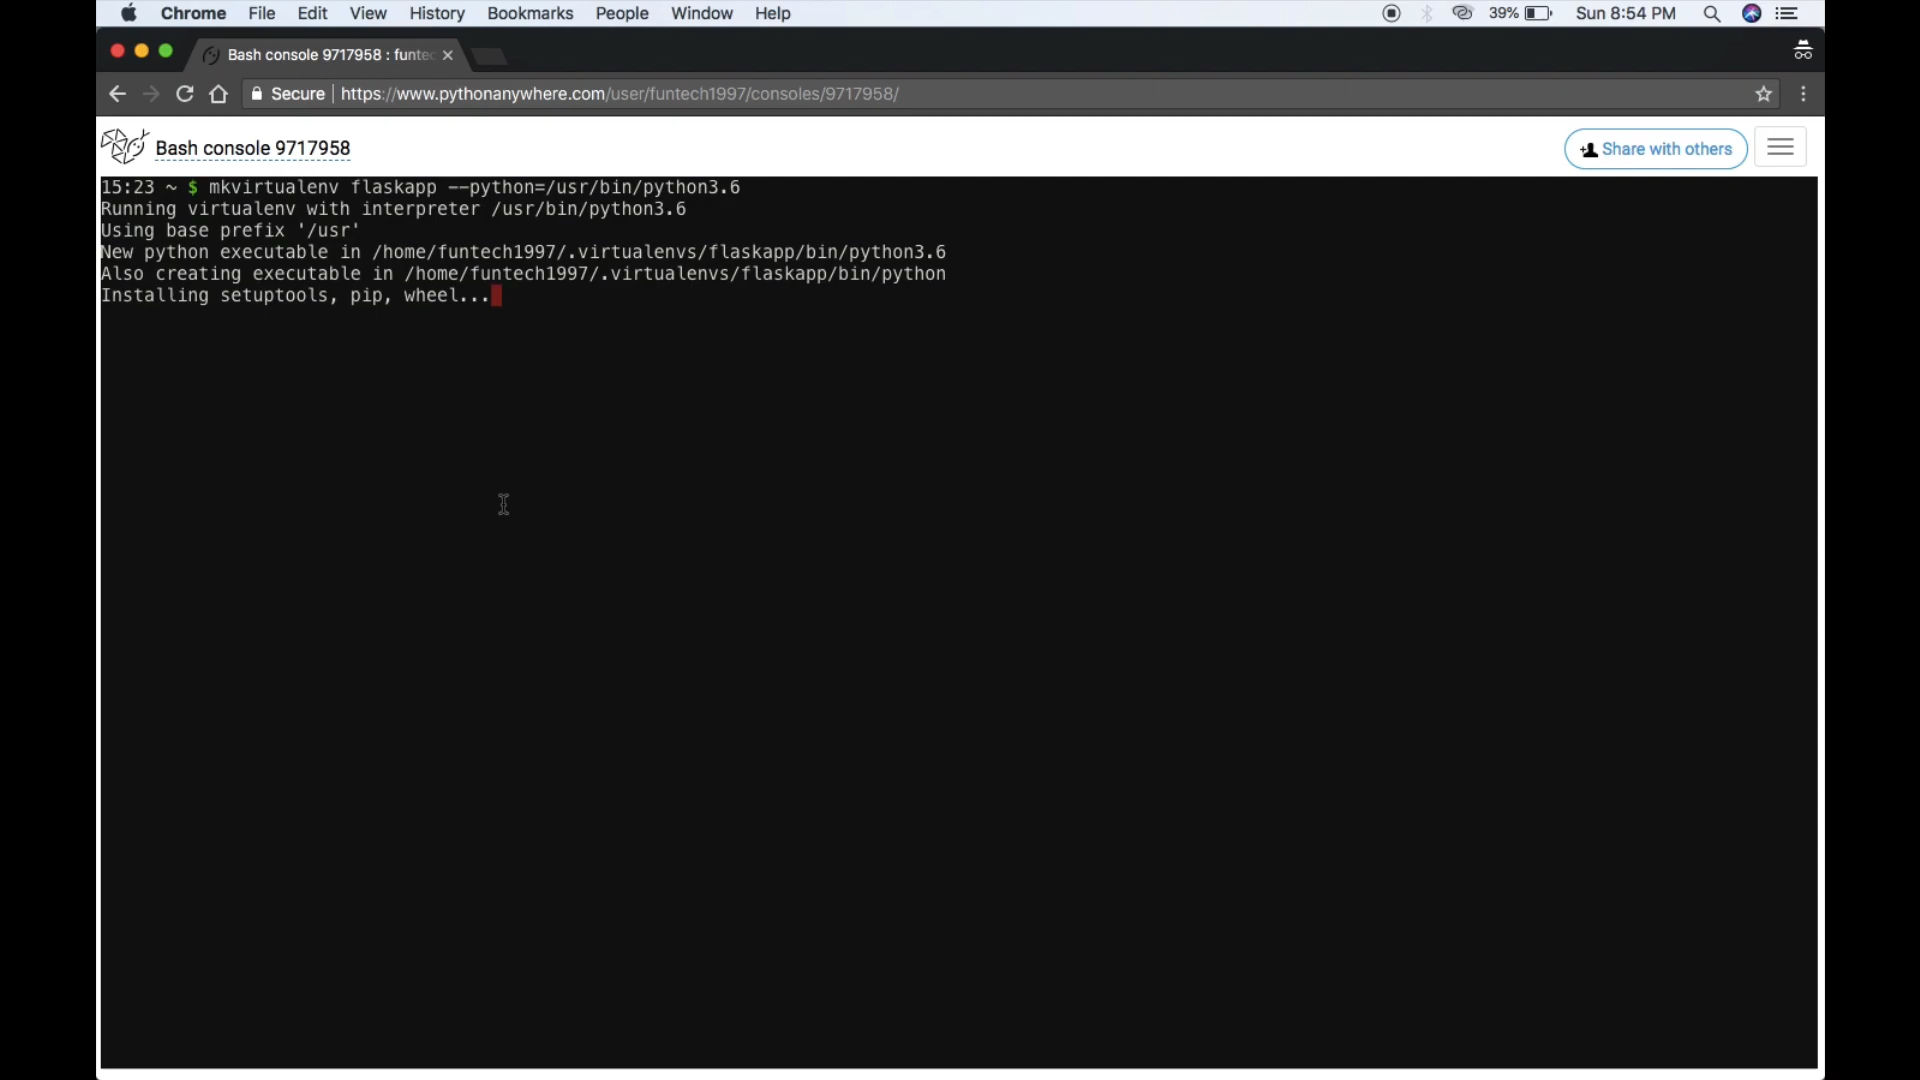 Chrome File Edit View History Bookmarks People Window Help 39% Sun 8:54 PM
Bash console 9717958 : funtec
Secure | https://www.pythonanywhere.com/user/funtech1997/consoles/9717958/
Bash console 9717958 Share with others
15:23 ~ $ mkvirtualenv flaskapp --python=/usr/bin/python3.6
Running virtualenv with interpreter /usr/bin/python3.6
Using base prefix '/usr'
New python executable in /home/funtech1997/.virtualenvs/flaskapp/bin/python3.6
Also creating executable in /home/funtech1997/.virtualenvs/flaskapp/bin/python
Installing setuptools, pip, wheel...